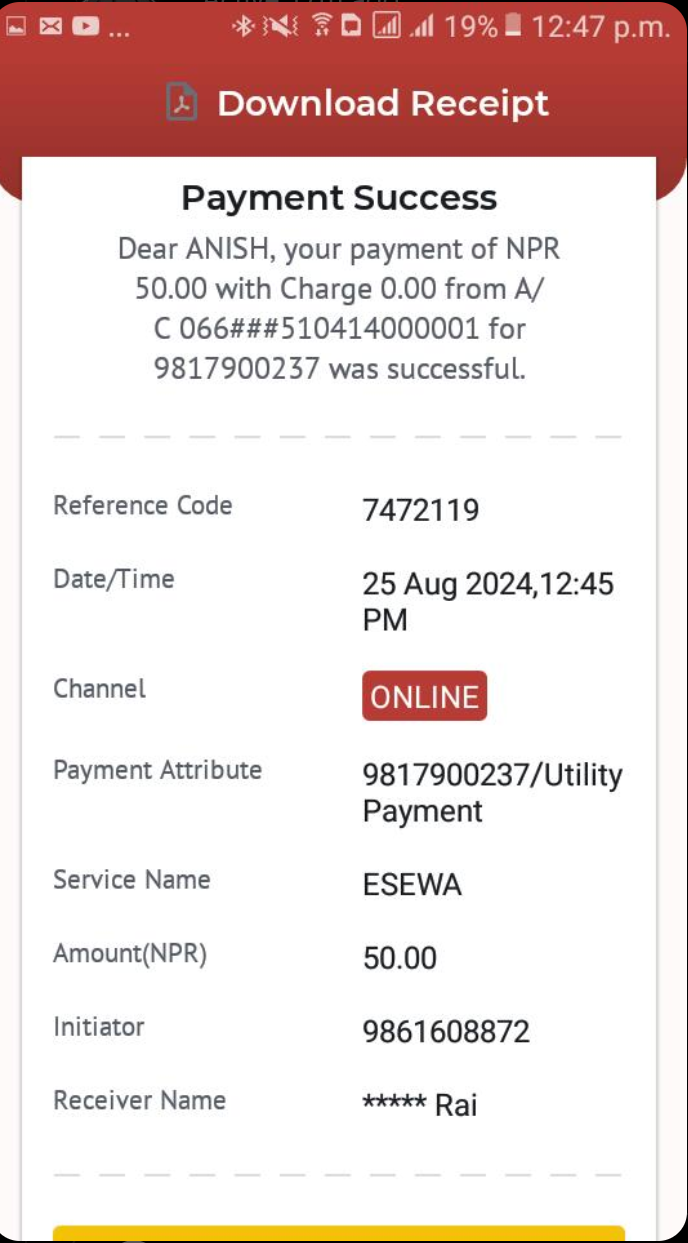 ... 19% 12:47 p.m.
Download Receipt
Payment Success
Dear ANISH, your payment of NPR
50.00 with Charge 0.00 from A/
C 066###510414000001 for
9817900237 was successful.
Reference Code 7472119
Date/Time 25 Aug 2024,12:45
PM
Channel ONLINE
Payment Attribute 9817900237/Utility
Payment
Service Name ESEWA
Amount(NPR) 50.00
Initiator 9861608872
Receiver Name ***** Rai